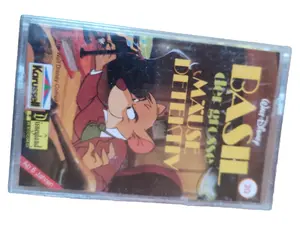 Walt Disney
BASIL
der GROSSE
MÄUSE
DETEKTIV
Karussell
Disneyland